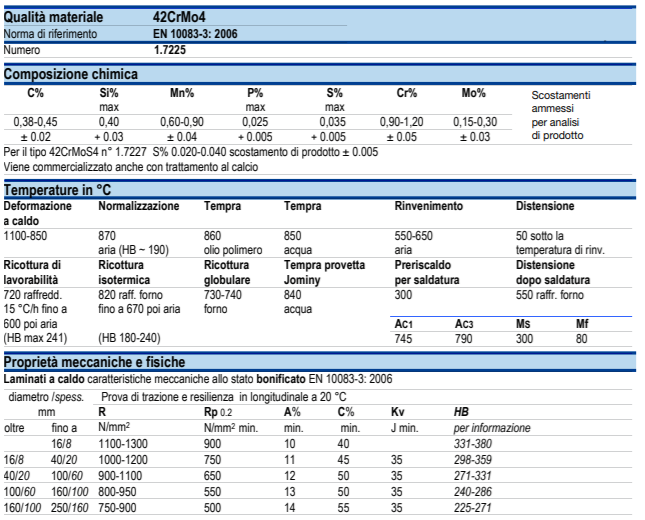 Qualità materiale 42CrMo4
Norma di riferimento EN 10083-3: 2006
Numero 1.7225
Composizione chimica
C% Si% Mn% P% S% Cr% Mo% Scostamenti
max max max ammessi
0,38-0,45 0,40 0,60-0,90 0,025 0,035 0,90-1,20 0,15-0,30 per analisi
± 0.02 + 0.03 ± 0.04 + 0.005 + 0.005 ± 0.05 ± 0.03 di prodotto
Per il tipo 42CrMoS4 n° 1.7227 S% 0.020-0.040 scostamento di prodotto ± 0.005
Viene commercializzato anche con trattamento al calcio
Temperature in °C
Deformazione Normalizzazione Tempra Tempra Rinvenimento Distensione
a caldo
1100-850 870 860 850 550-650 50 sotto la
aria (HB ~ 190) olio polimero acqua aria temperatura di rinv.
Ricottura di Ricottura Ricottura Tempra provetta Preriscaldo Distensione
lavorabilità isotermica globulare Jominy per saldatura dopo saldatura
720 raffredd. 820 raff. forno 730-740 840 300 550 raffr. forno
15 °C/h fino a fino a 670 poi aria forno acqua
600 poi aria Ac1 Ac3 Ms Mf
(HB max 241) (HB 180-240) 745 790 300 80
Proprietà meccaniche e fisiche
Laminati a caldo caratteristiche meccaniche allo stato bonificato EN 10083-3: 2006
diametro /spess. Prova di trazione e resilienza in longitudinale a 20 °C
mm R Rp 0.2 A% C% Kv HB
oltre fino a N/mm² N/mm² min. min. min. J min. per informazione
16/8 1100-1300 900 10 40 331-380
16/8 40/20 1000-1200 750 11 45 35 298-359
40/20 100/60 900-1100 650 12 50 35 271-331
100/60 160/100 800-950 550 13 50 35 240-286
160/100 250/160 750-900 500 14 55 35 225-271